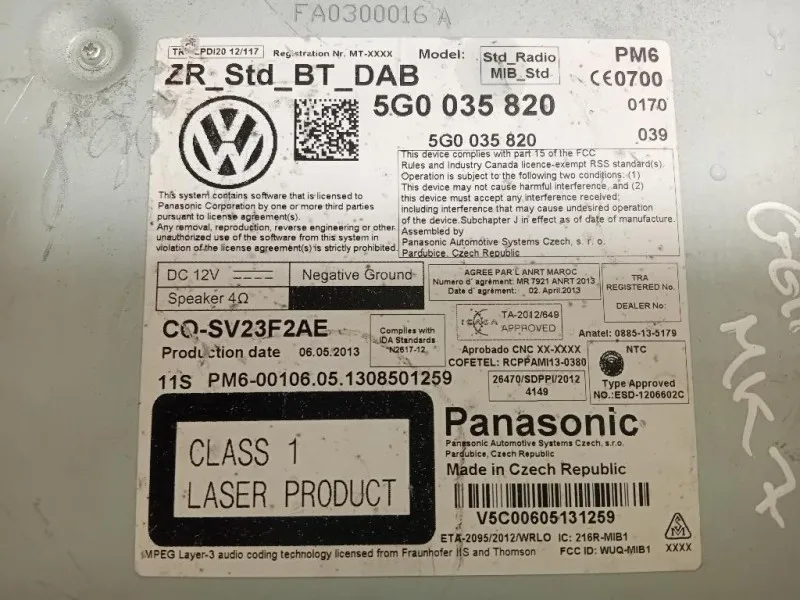 FA0300016 A
12/117 Registration Nr. MT-XXXX Model: Std_Radio MIB_Std PM6
ZR_Std_BT_DAB
CE0700
5G0 035 820 0170
5G0 035 820 039
This system contains software that is licensed to
Panasonic Corporation by one or more third parties
pursuant to license agreement(s).
Any removal, reproduction, reverse engineering or other
unauthorized use of the software from this system in
violation of the license agreement(s) is strictly prohibited.
This device complies with part 15 of the FCC
Rules and Industry Canada licence-exempt RSS standard(s).
Operation is subject to the following two conditions: (1)
This device may not cause harmful interference, and (2)
this device must accept any interference received;
including interference that may cause undesired operation
of the device.Subchapter J in effect as of date of manufacture.
Assembled by
Panasonic Automotive Systems Czech, s. r. o.
Pardubice, Czech Republic
DC 12V Negative Ground
Speaker 4Ω
AGREE PAR L'ANRT MAROC
Numero d'agrément: MR 7921 ANRT 2013
Date d'agrément: 02. April.2013
TRA
REGISTERED No.
DEALER No:
CQ-SV23F2AE
Production date 06.05.2013
Complies with
IDA Standards
N2617-12
TA-2012/649
APPROVED
Anatel: 0885-13-5179
Aprobado CNC XX-XXXX
COFETEL: RCPPAMI13-0380
NTC
Type Approved
NO.:ESD-1206602C
11S PM6-00106.05.1308501259
26470/SDPPI/2012
4149
CLASS 1
LASER PRODUCT
Panasonic
Panasonic Automotive Systems Czech, s.r.o.
Pardubice, Czech Republic
Made in Czech Republic
V5C00605131259
ETA-2095/2012/WRLO IC: 216R-MIB1
MPEG Layer-3 audio coding technology licensed from Fraunhofer IIS and Thomson FCC ID: WUQ-MIB1
XXXX
MK 7